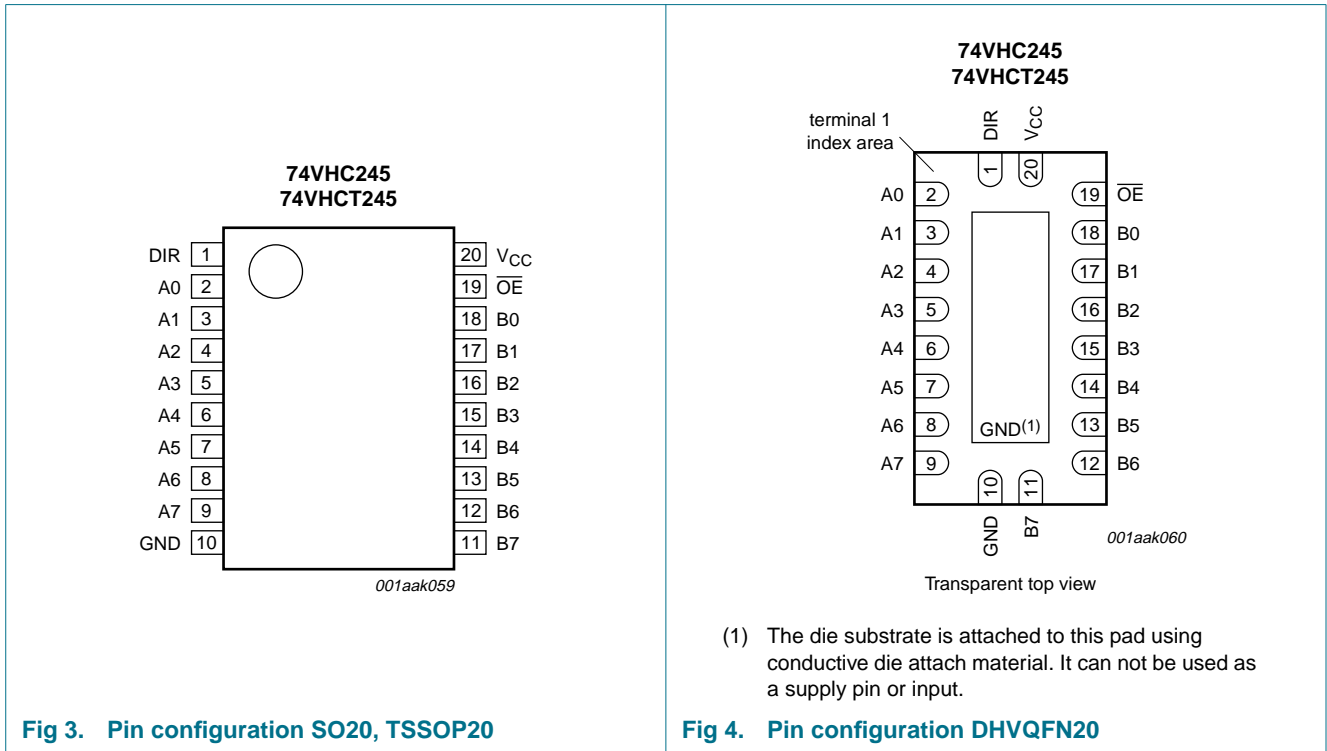 74VHC245
74VHCT245
DIR 1
A0 2
A1 3
A2 4
A3 5
A4 6
A5 7
A6 8
A7 9
GND 10
20 VCC
19 OE
18 B0
17 B1
16 B2
15 B3
14 B4
13 B5
12 B6
11 B7
001aak059
Fig 3. Pin configuration SO20, TSSOP20
74VHC245
74VHCT245
terminal 1
index area
DIR
VCC
1
20
A0 2
A1 3
A2 4
A3 5
A4 6
A5 7
A6 8
A7 9
19 OE
18 B0
17 B1
16 B2
15 B3
14 B4
13 B5
12 B6
GND(1)
10
11
GND
B7
001aak060
Transparent top view
(1) The die substrate is attached to this pad using
conductive die attach material. It can not be used as
a supply pin or input.
Fig 4. Pin configuration DHVQFN20